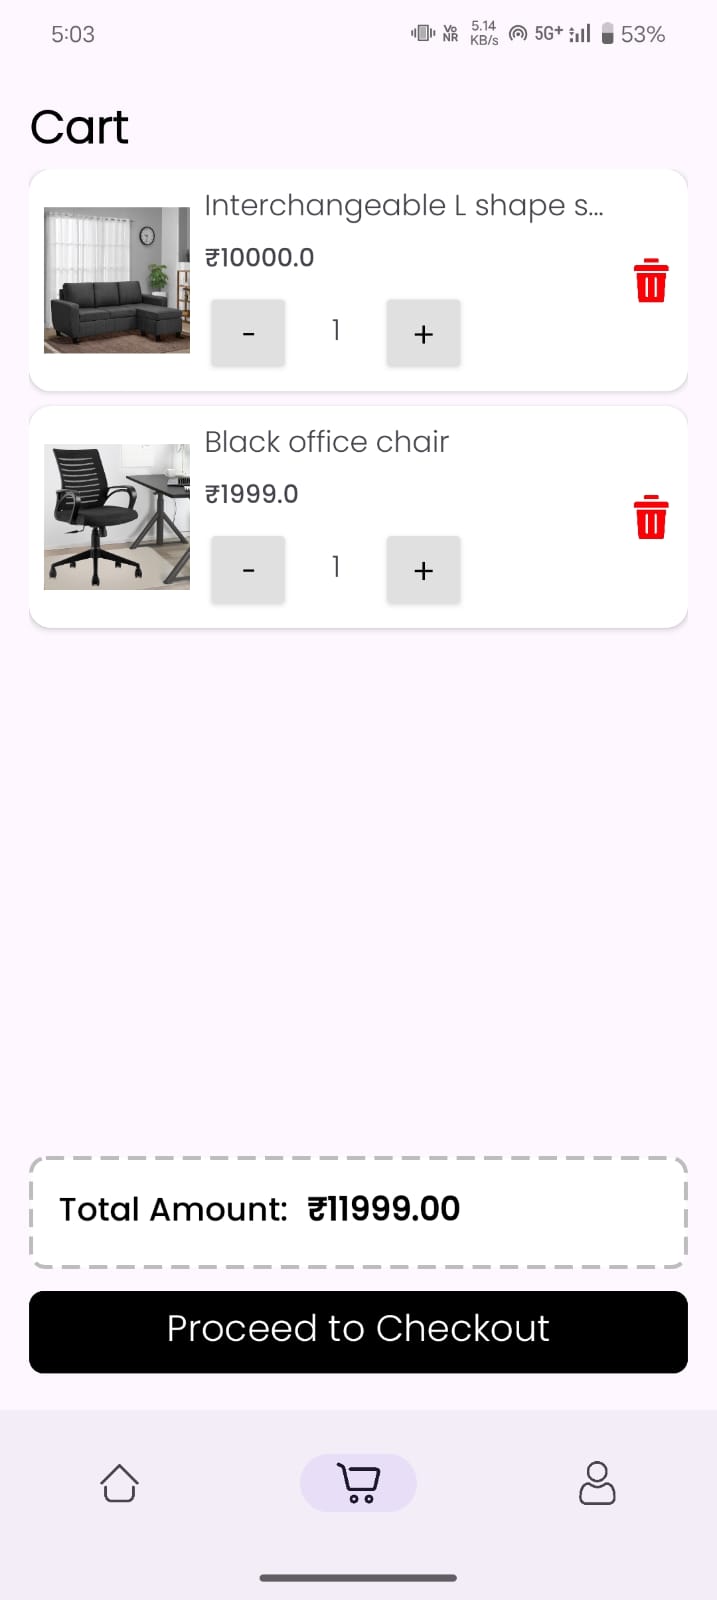 5:03
Vo NR 5.14 KB/s 5G+ 53%
Cart
Interchangeable L shape s...
₹10000.0
- 1 +
Black office chair
₹1999.0
- 1 +
Total Amount: ₹11999.00
Proceed to Checkout